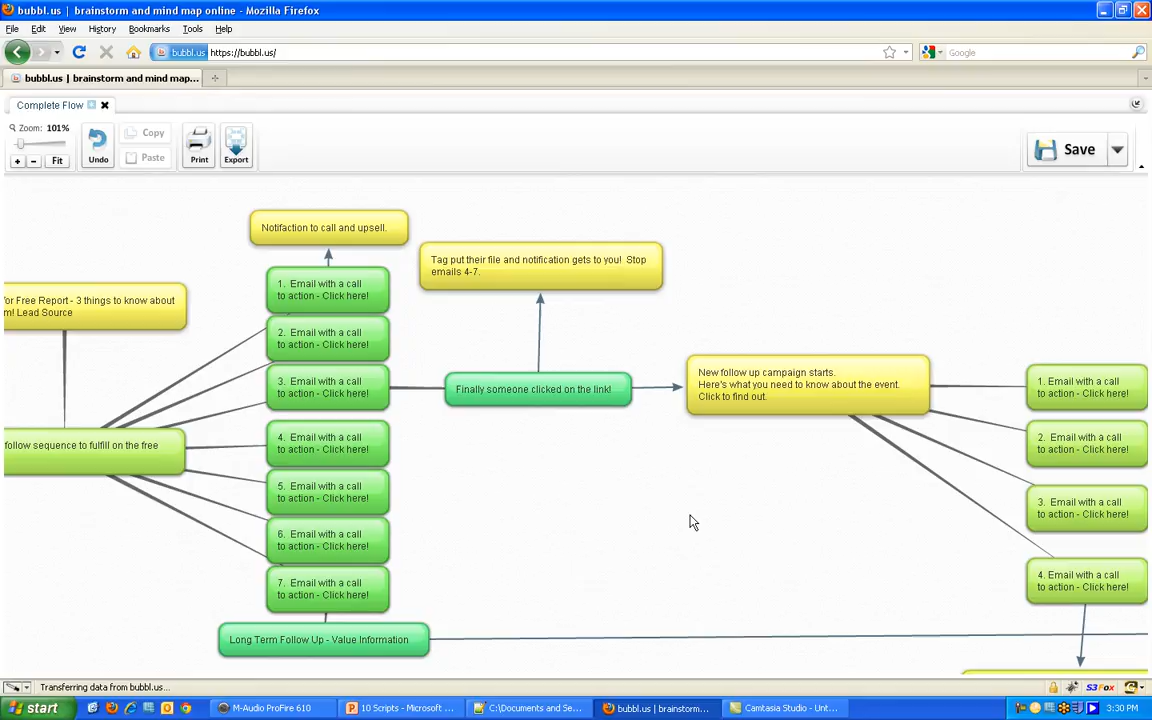 bubbl.us | brainstorm and mind map online - Mozilla Firefox
File Edit View History Bookmarks Tools Help
bubbl.us https://bubbl.us/
Google
bubbl.us | brainstorm and mind map...
Complete Flow
Zoom: 101%
+ - Fit
Undo
Copy
Paste
Print
Export
Save
Notifaction to call and upsell.
Tag put their file and notification gets to you! Stop
emails 4-7.
for Free Report - 3 things to know about
m! Lead Source
1. Email with a call
to action - Click here!
2. Email with a call
to action - Click here!
3. Email with a call
to action - Click here!
Finally someone clicked on the link!
New follow up campaign starts.
Here's what you need to know about the event.
Click to find out.
follow sequence to fulfill on the free
4. Email with a call
to action - Click here!
5. Email with a call
to action - Click here!
6. Email with a call
to action - Click here!
7. Email with a call
to action - Click here!
Long Term Follow Up - Value Information
1. Email with a call
to action - Click here!
2. Email with a call
to action - Click here!
3. Email with a call
to action - Click here!
4. Email with a call
to action - Click here!
Transferring data from bubbl.us...
S3Fox
start
M-Audio ProFire 610
10 Scripts - Microsoft ...
C:\Documents and Se...
bubbl.us | brainstorm...
Camtasia Studio - Unt...
3:30 PM